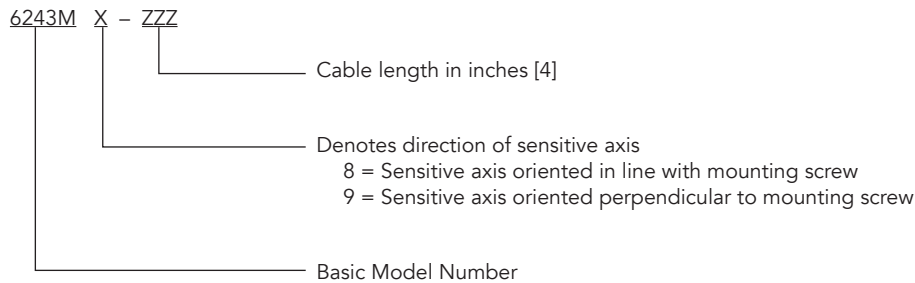 6243M X – ZZZ
Cable length in inches [4]
Denotes direction of sensitive axis
8 = Sensitive axis oriented in line with mounting screw
9 = Sensitive axis oriented perpendicular to mounting screw
Basic Model Number